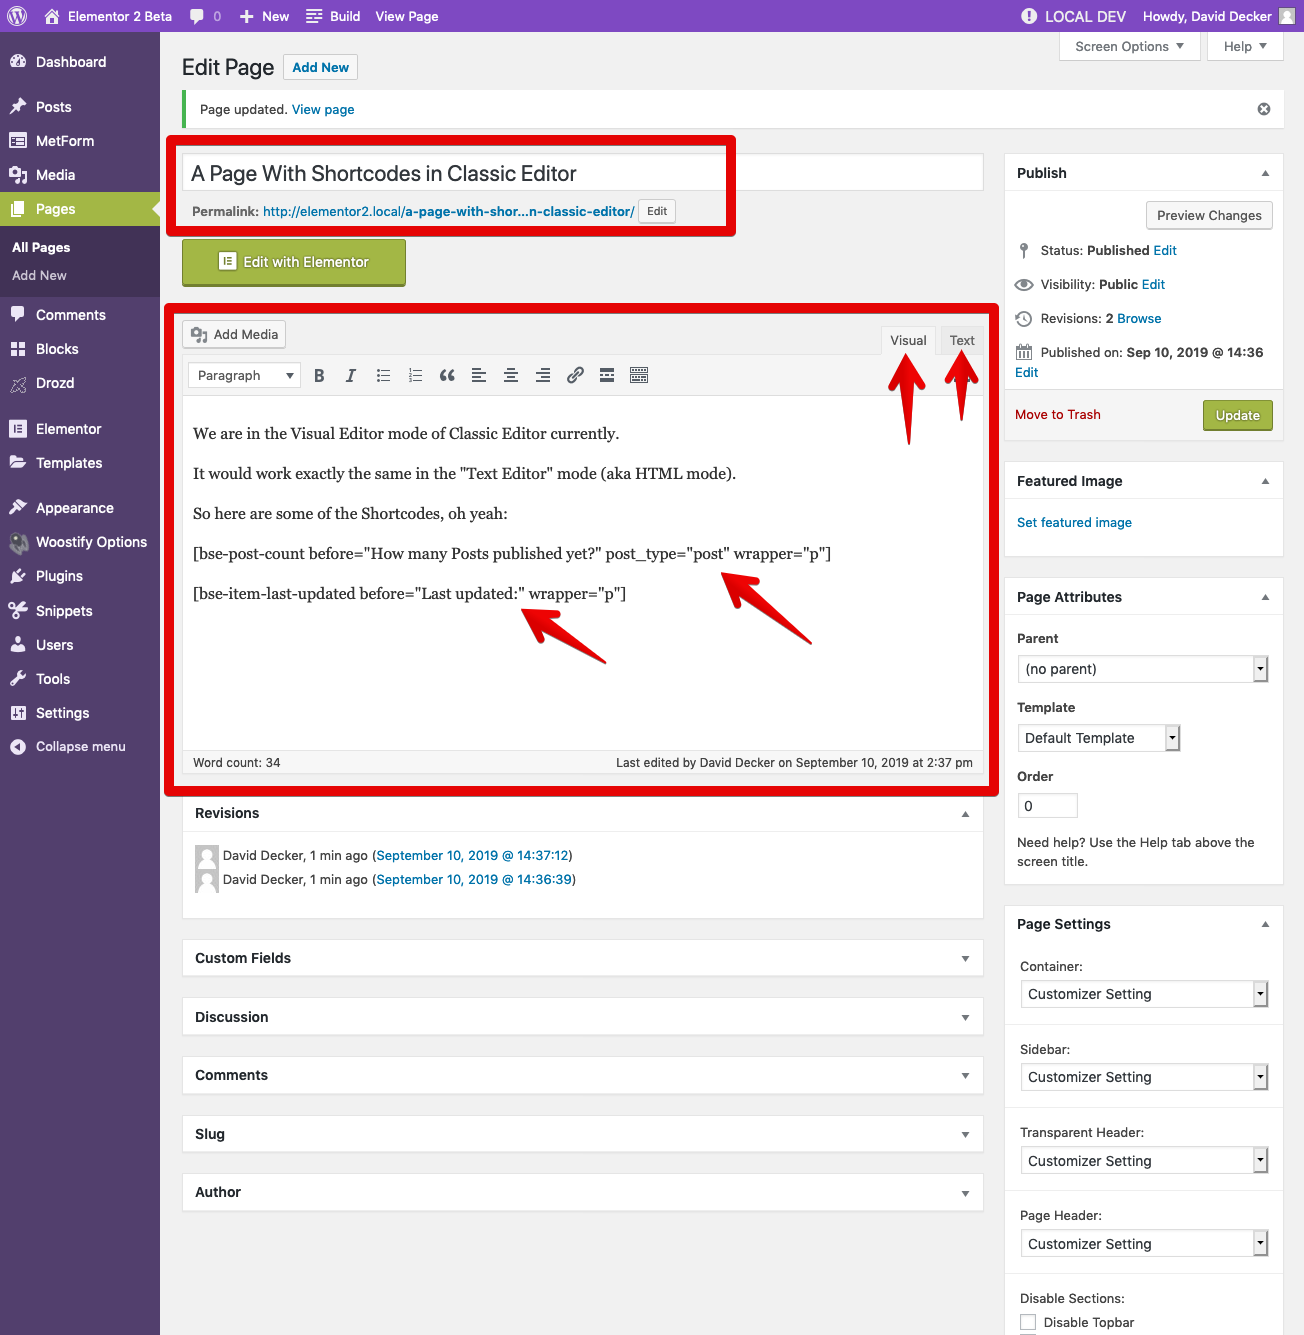 Elementor 2 Beta 0 New Build View Page LOCAL DEV Howdy, David Decker
Screen Options Help
Dashboard
Posts
MetForm
Media
Pages
All Pages
Add New
Comments
Blocks
Drozd
Elementor
Templates
Appearance
Woostify Options
Plugins
Snippets
Users
Tools
Settings
Collapse menu
Edit Page Add New
Page updated. View page
A Page With Shortcodes in Classic Editor
Permalink: http://elementor2.local/a-page-with-shor...n-classic-editor/ Edit
Edit with Elementor
Add Media
Visual Text
Paragraph B I
We are in the Visual Editor mode of Classic Editor currently.
It would work exactly the same in the "Text Editor" mode (aka HTML mode).
So here are some of the Shortcodes, oh yeah:
[bse-post-count before="How many Posts published yet?" post_type="post" wrapper="p"]
[bse-item-last-updated before="Last updated:" wrapper="p"]
Word count: 34 Last edited by David Decker on September 10, 2019 at 2:37 pm
Revisions
David Decker, 1 min ago (September 10, 2019 @ 14:37:12)
David Decker, 1 min ago (September 10, 2019 @ 14:36:39)
Custom Fields
Discussion
Comments
Slug
Author
Publish
Preview Changes
Status: Published Edit
Visibility: Public Edit
Revisions: 2 Browse
Published on: Sep 10, 2019 @ 14:36
Edit
Move to Trash Update
Featured Image
Set featured image
Page Attributes
Parent
(no parent)
Template
Default Template
Order
0
Need help? Use the Help tab above the
screen title.
Page Settings
Container:
Customizer Setting
Sidebar:
Customizer Setting
Transparent Header:
Customizer Setting
Page Header:
Customizer Setting
Disable Sections:
Disable Topbar